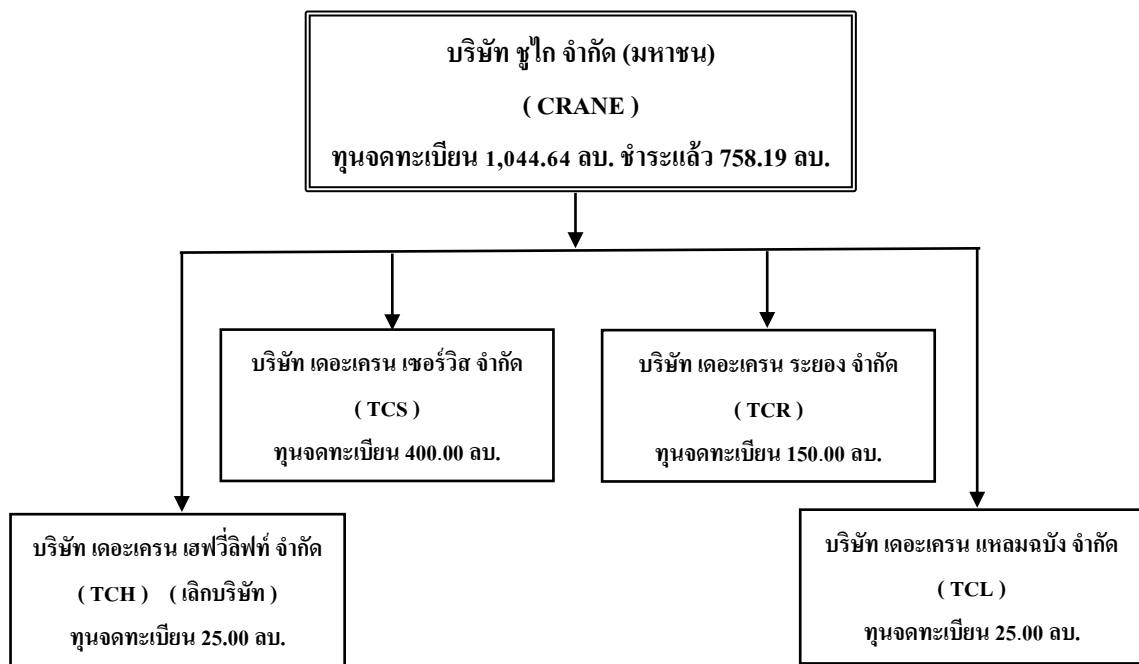 บริษัท ชูไก จำกัด (มหาชน)
( CRANE )
ทุนจดทะเบียน 1,044.64 ลบ. ชำระแล้ว 758.19 ลบ.
บริษัท เดอะเครน เซอร์วิส จำกัด
( TCS )
ทุนจดทะเบียน 400.00 ลบ.
บริษัท เดอะเครน ระยอง จำกัด
( TCR )
ทุนจดทะเบียน 150.00 ลบ.
บริษัท เดอะเครน เฮฟวี่ลิฟท์ จำกัด
( TCH ) ( เลิกบริษัท )
ทุนจดทะเบียน 25.00 ลบ.
บริษัท เดอะเครน แหลมฉบัง จำกัด
( TCL )
ทุนจดทะเบียน 25.00 ลบ.